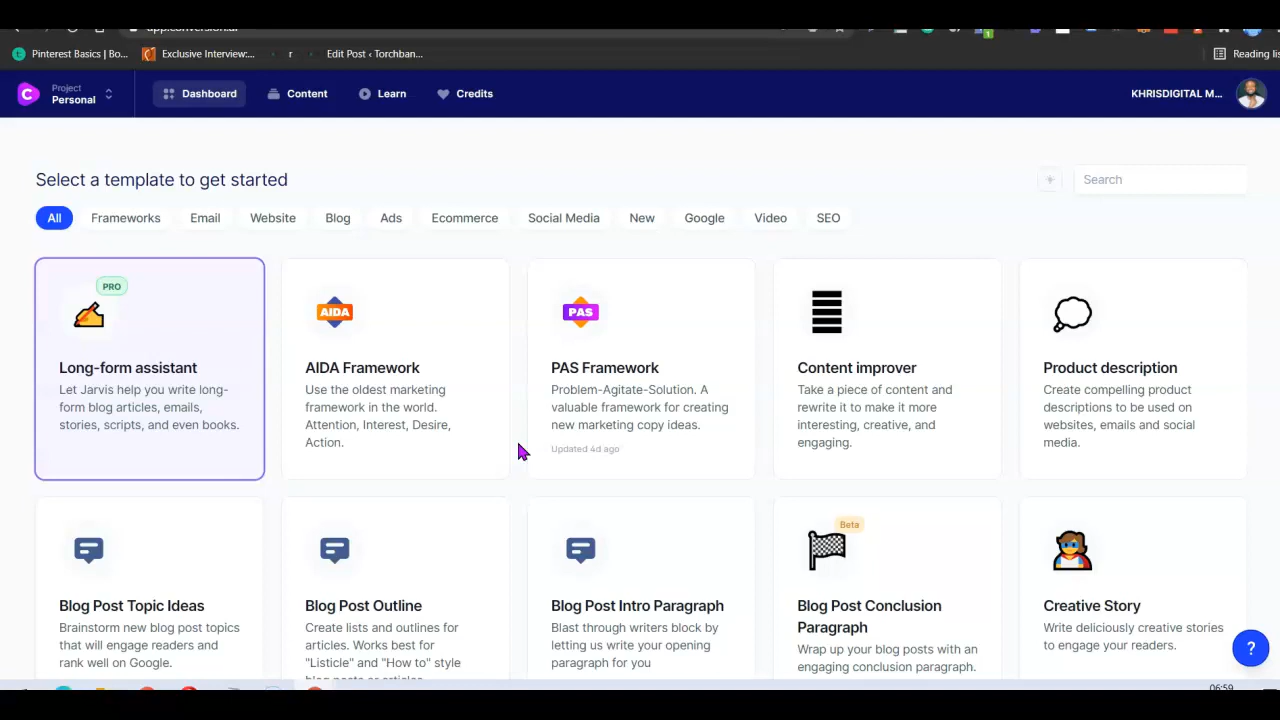 app.conversion.ai
Pinterest Basics | Bo...
Exclusive Interview:...
r
Edit Post ‹ Torchban...
Reading lis
1
Project
Personal
Dashboard
Content
Learn
Credits
KHRISDIGITAL M...
Select a template to get started
Search
All
Frameworks
Email
Website
Blog
Ads
Ecommerce
Social Media
New
Google
Video
SEO
PRO
Long-form assistant
Let Jarvis help you write long-
form blog articles, emails,
stories, scripts, and even books.
AIDA
AIDA Framework
Use the oldest marketing
framework in the world.
Attention, Interest, Desire,
Action.
PAS
PAS Framework
Problem-Agitate-Solution. A
valuable framework for creating
new marketing copy ideas.
Updated 4d ago
Content improver
Take a piece of content and
rewrite it to make it more
interesting, creative, and
engaging.
Product description
Create compelling product
descriptions to be used on
websites, emails and social
media.
Blog Post Topic Ideas
Brainstorm new blog post topics
that will engage readers and
rank well on Google.
Blog Post Outline
Create lists and outlines for
articles. Works best for
"Listicle" and "How to" style
blog posts or articles.
Blog Post Intro Paragraph
Blast through writers block by
letting us write your opening
paragraph for you
Beta
Blog Post Conclusion
Paragraph
Wrap up your blog posts with an
engaging conclusion paragraph.
Creative Story
Write deliciously creative stories
to engage your readers.
?
06:59